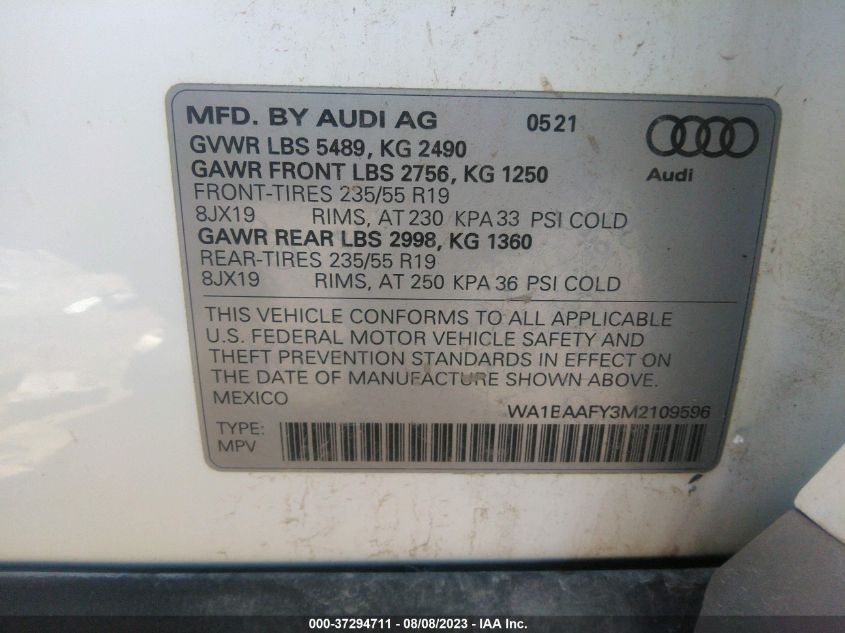 MFD. BY AUDI AG 0521
GVWR LBS 5489, KG 2490
GAWR FRONT LBS 2756, KG 1250
Audi
FRONT-TIRES 235/55 R19
8JX19 RIMS, AT 230 KPA 33 PSI COLD
GAWR REAR LBS 2998, KG 1360
REAR-TIRES 235/55 R19
8JX19 RIMS, AT 250 KPA 36 PSI COLD
THIS VEHICLE CONFORMS TO ALL APPLICABLE
U.S. FEDERAL MOTOR VEHICLE SAFETY AND
THEFT PREVENTION STANDARDS IN EFFECT ON
THE DATE OF MANUFACTURE SHOWN ABOVE.
MEXICO WA1BAAFY3M2109596
TYPE:
MPV
000-37294711 - 08/08/2023 - IAA Inc.